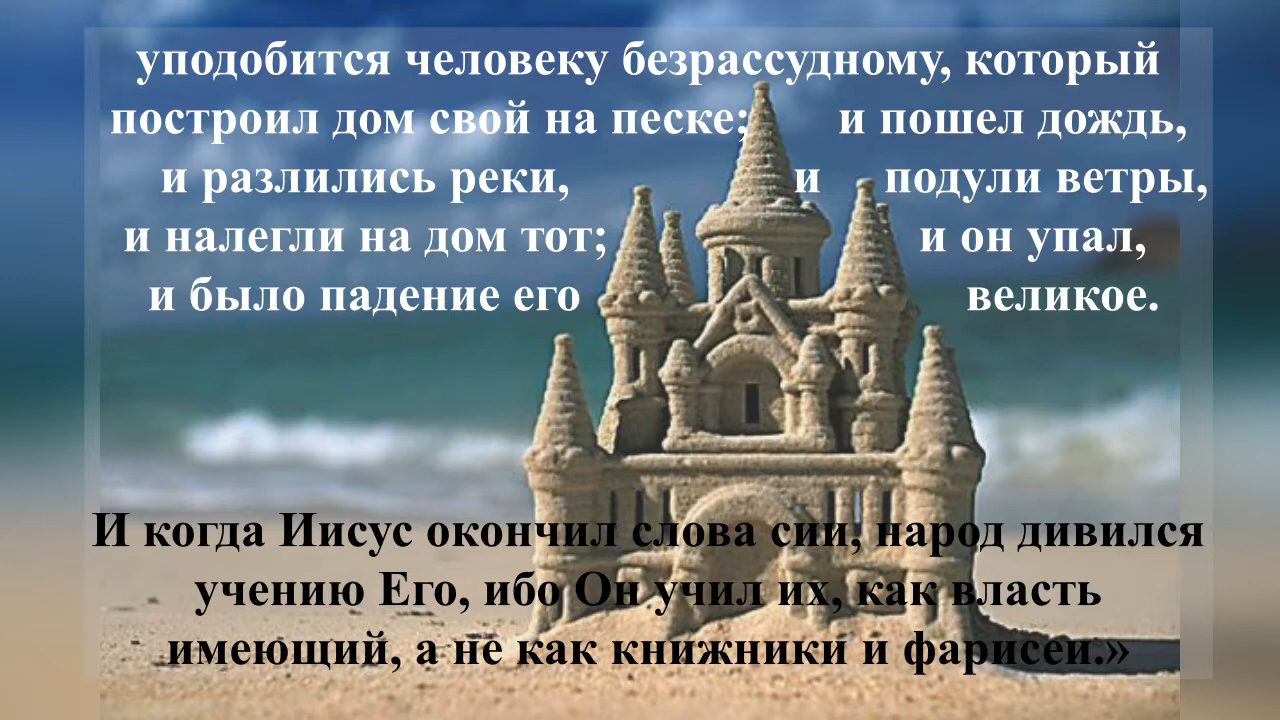 уподобится человеку безрассудному, который
построил дом свой на песке; и пошел дождь,
и разлились реки, и подули ветры,
и налегли на дом тот; и он упал,
и было падение его великое.
И когда Иисус окончил слова сии, народ дивился
учению Его, ибо Он учил их, как власть
имеющий, а не как книжники и фарисеи.»